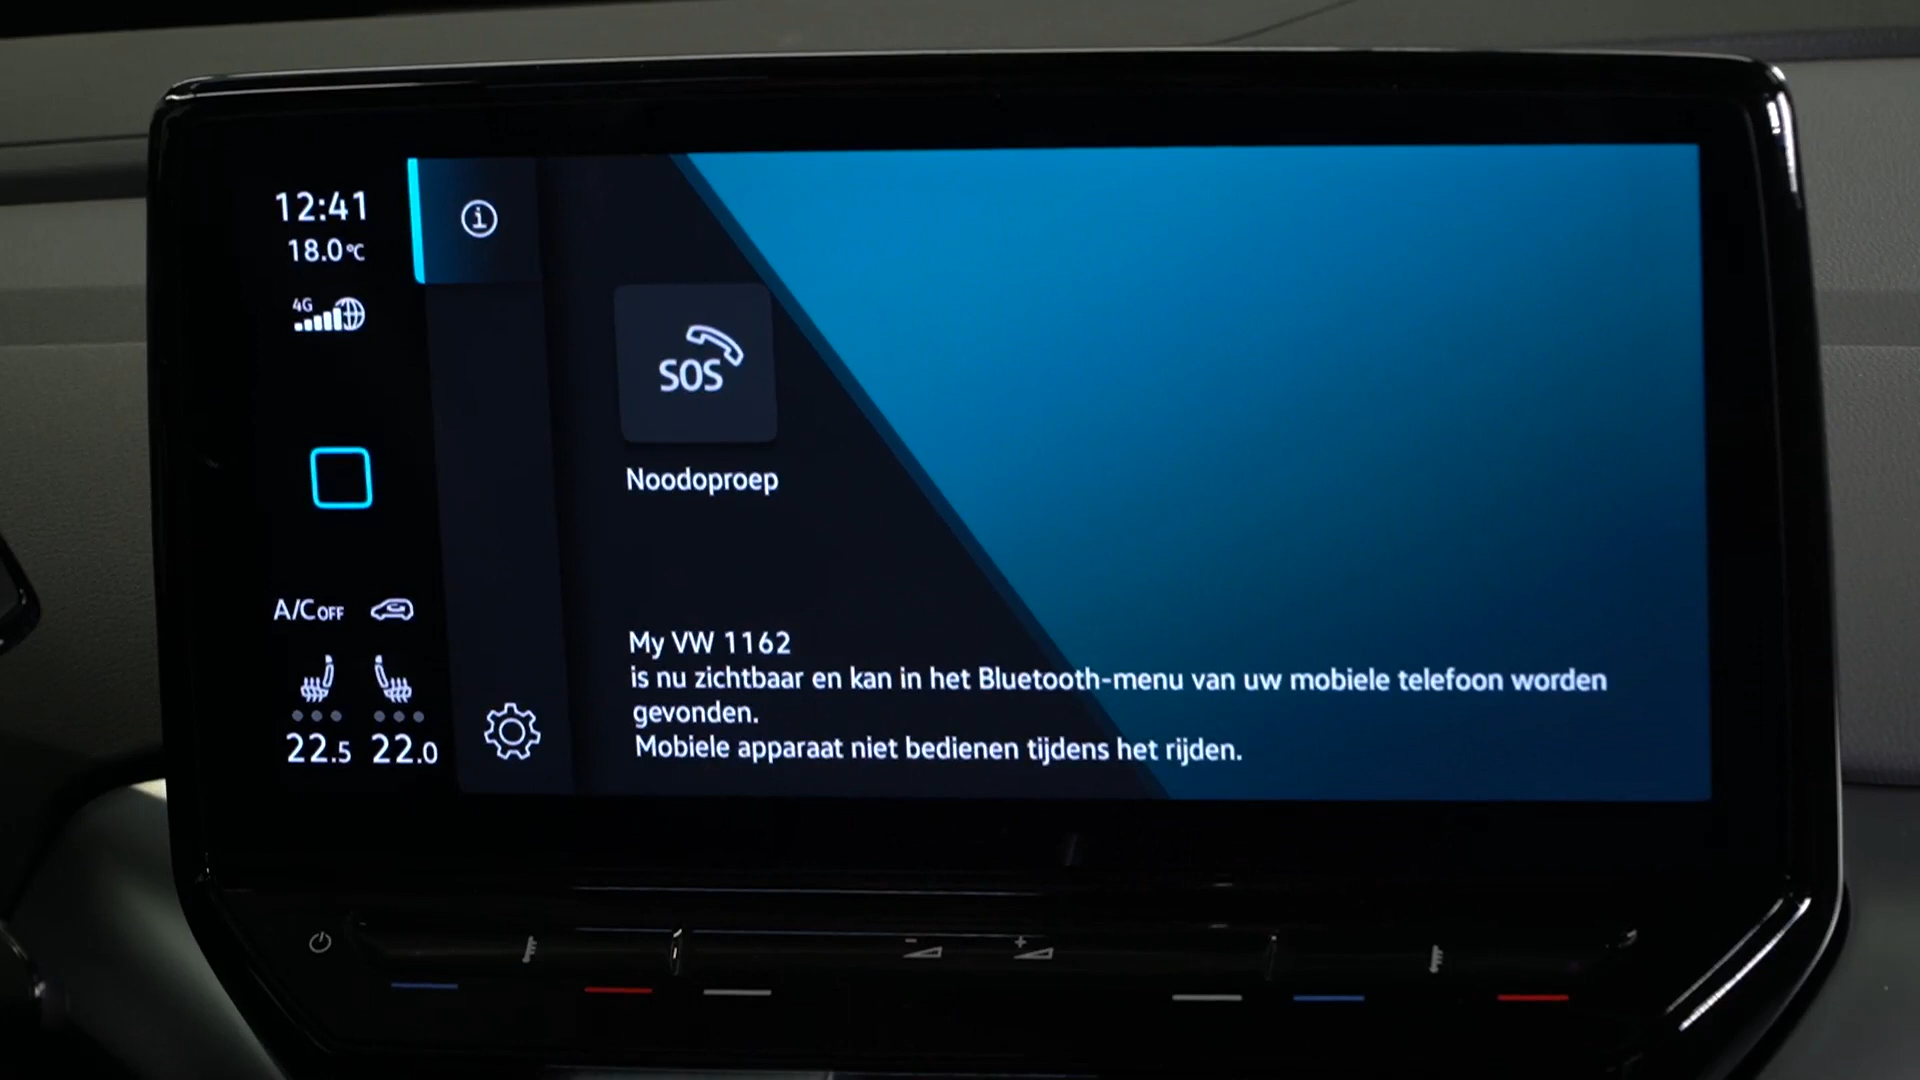 12:41
18.0°C
4G
SOS
Noodoproep
A/C OFF
22.5 22.0
My VW 1162
is nu zichtbaar en kan in het Bluetooth-menu van uw mobiele telefoon worden
gevonden.
Mobiele apparaat niet bedienen tijdens het rijden.